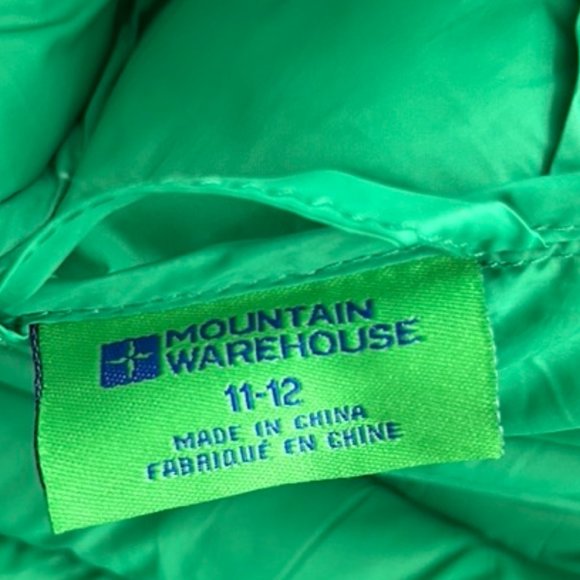 MOUNTAIN
WAREHOUSE
11-12
MADE IN CHINA
FABRIQUÉ EN CHINE